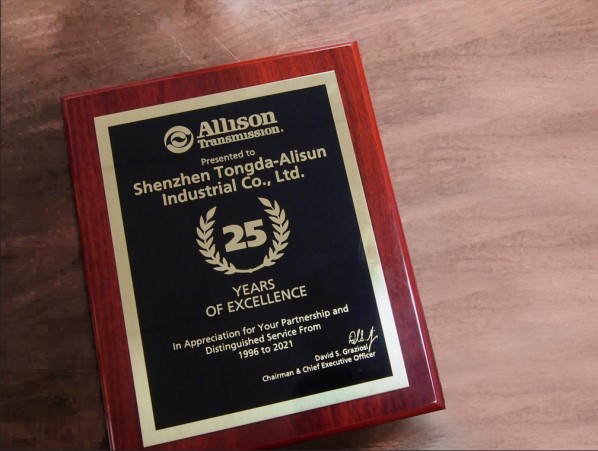 Allison
Transmission.
Presented to
Shenzhen Tongda-Alisun
Industrial Co., Ltd.
25
YEARS
OF EXCELLENCE
In Appreciation for Your Partnership and
Distinguished Service From
1996 to 2021
David S. Graziosi
Chairman & Chief Executive Officer